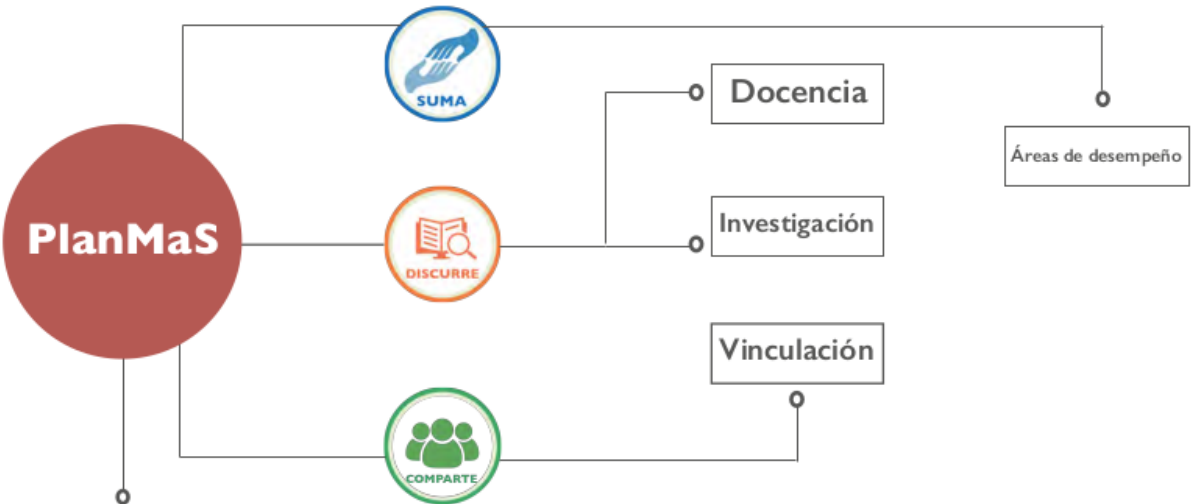 SUMA
Docencia
Áreas de desempeño
PlanMaS
Investigación
DISCURRE
Vinculación
COMPARTE